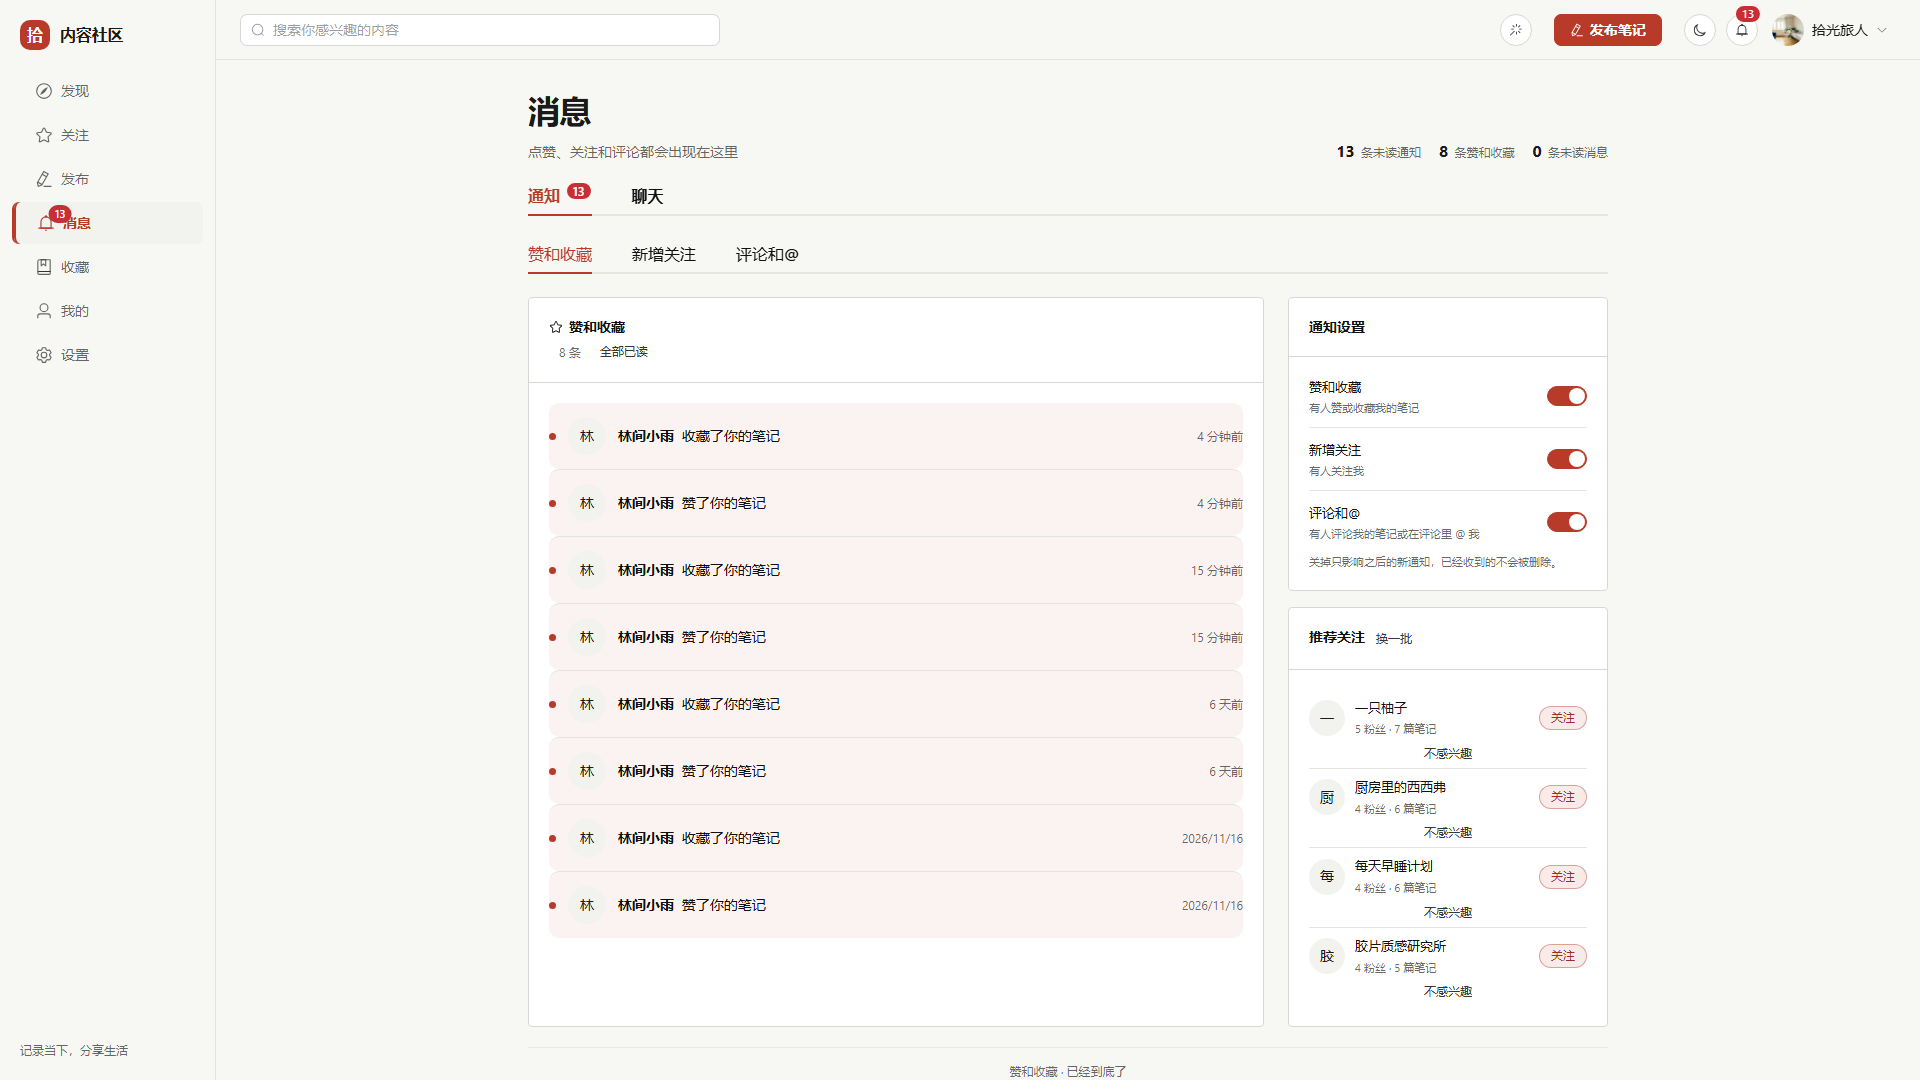 拾 内容社区
搜索你感兴趣的内容
发布笔记
13
拾光旅人
发现
关注
发布
13
消息
收藏
我的
设置
记录当下，分享生活
消息
点赞、关注和评论都会出现在这里
13 条未读通知 8 条赞和收藏 0 条未读消息
通知 13 聊天
赞和收藏 新增关注 评论和@
赞和收藏
8 条 全部已读
林 林间小雨 收藏了你的笔记 4 分钟前
林 林间小雨 赞了你的笔记 4 分钟前
林 林间小雨 收藏了你的笔记 15 分钟前
林 林间小雨 赞了你的笔记 15 分钟前
林 林间小雨 收藏了你的笔记 6 天前
林 林间小雨 赞了你的笔记 6 天前
林 林间小雨 收藏了你的笔记 2026/11/16
林 林间小雨 赞了你的笔记 2026/11/16
通知设置
赞和收藏
有人赞或收藏我的笔记
新增关注
有人关注我
评论和@
有人评论我的笔记或在评论里 @ 我
关掉只影响之后的新通知，已经收到的不会被删除。
推荐关注 换一批
一 一只柚子
5 粉丝 · 7 篇笔记
关注
不感兴趣
厨 厨房里的西西弗
4 粉丝 · 6 篇笔记
关注
不感兴趣
每 每天早睡计划
4 粉丝 · 6 篇笔记
关注
不感兴趣
胶 胶片质感研究所
4 粉丝 · 5 篇笔记
关注
不感兴趣
赞和收藏 · 已经到底了